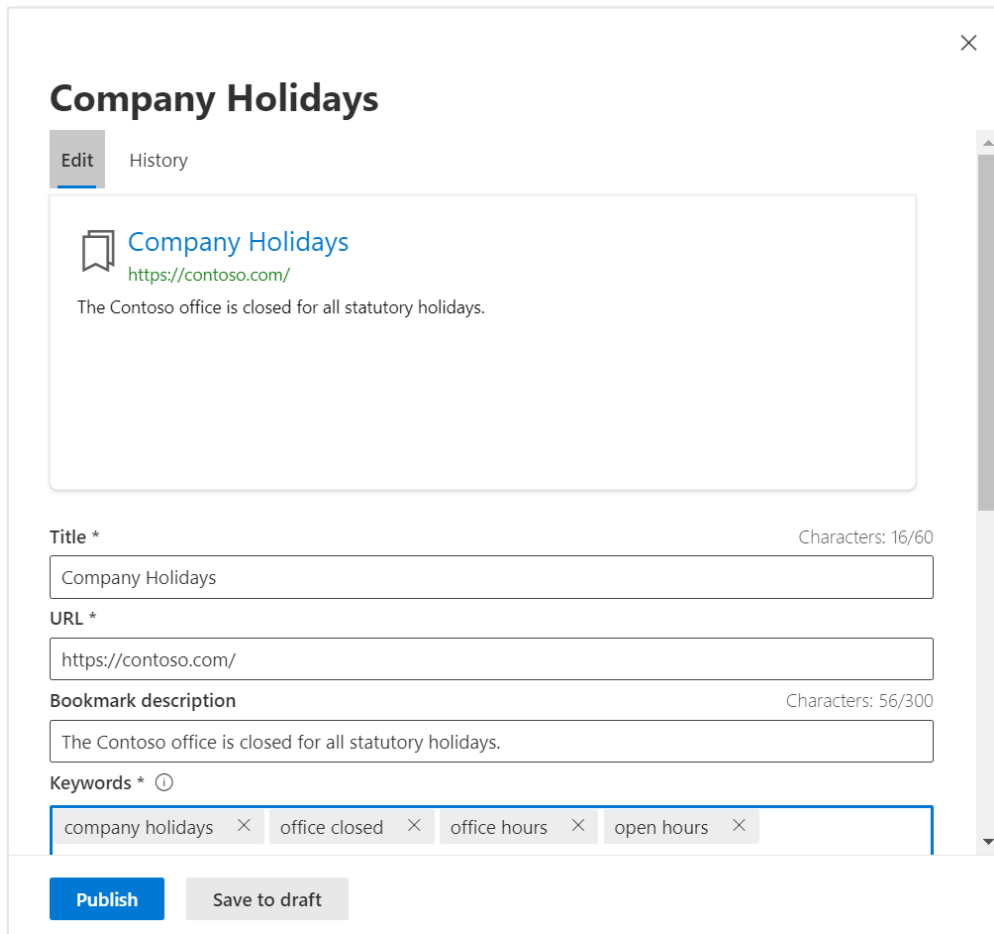 Company Holidays
Edit History
Company Holidays
https://contoso.com/
The Contoso office is closed for all statutory holidays.
Title * Characters: 16/60
Company Holidays
URL *
https://contoso.com/
Bookmark description Characters: 56/300
The Contoso office is closed for all statutory holidays.
Keywords *
company holidays office closed office hours open hours
Publish Save to draft